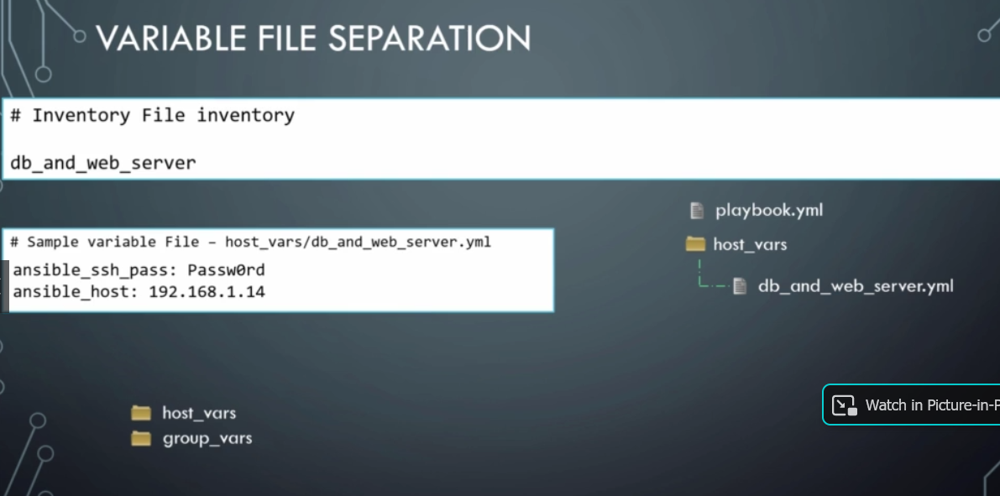 VARIABLE FILE SEPARATION
# Inventory File inventory
db_and_web_server
# Sample variable File – host_vars/db_and_web_server.yml
ansible_ssh_pass: Passw0rd
ansible_host: 192.168.1.14
playbook.yml
host_vars
db_and_web_server.yml
host_vars
group_vars
Watch in Picture-in-P